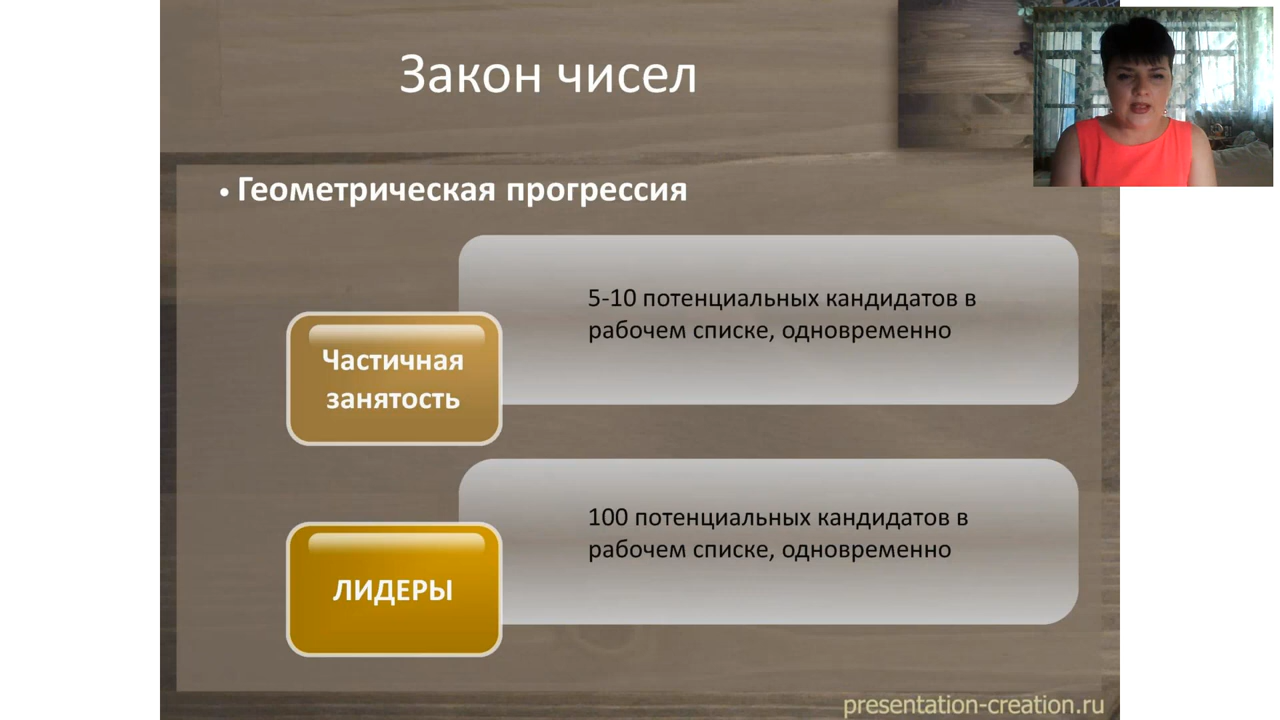 Закон чисел
• Геометрическая прогрессия
5-10 потенциальных кандидатов в
рабочем списке, одновременно
Частичная
занятость
100 потенциальных кандидатов в
рабочем списке, одновременно
ЛИДЕРЫ
presentation-creation.ru